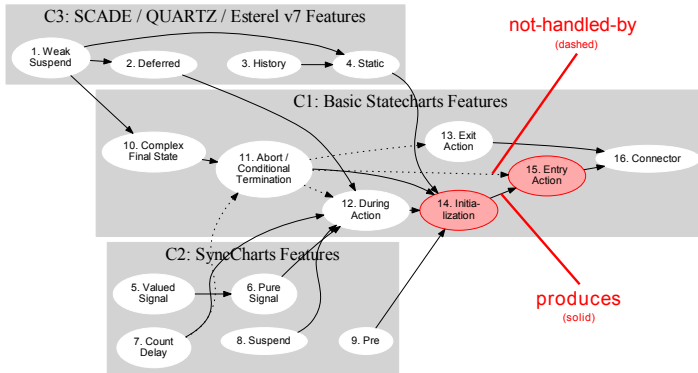 C3: SCADE / QUARTZ / Esterel v7 Features
not-handled-by
(dashed)
1. Weak
Suspend
2. Deferred
3. History
4. Static
C1: Basic Statecharts Features
13. Exit
Action
10. Complex
Final State
11. Abort /
Conditional
Termination
16. Connector
15. Entry
Action
12. During
Action
14. Initia-
lization
C2: SyncCharts Features
5. Valued
Signal
6. Pure
Signal
produces
(solid)
7. Count
Delay
8. Suspend
9. Pre